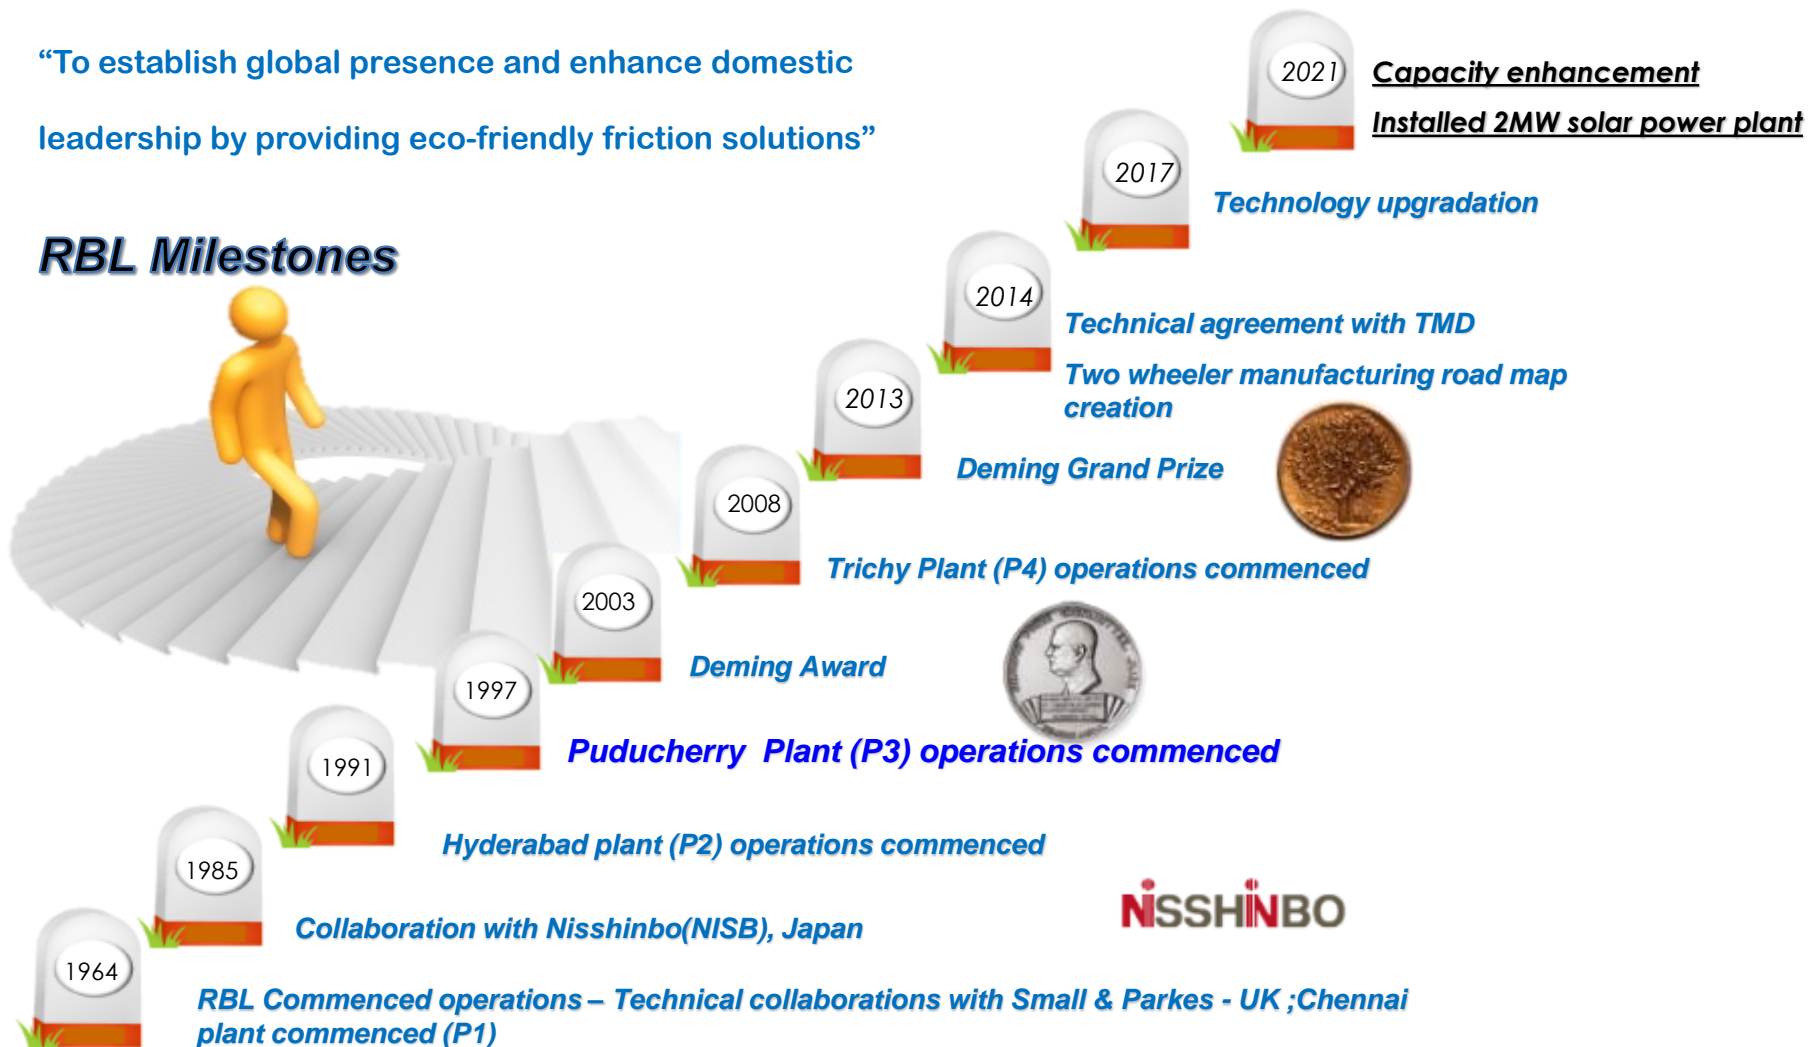 “To establish global presence and enhance domestic
leadership by providing eco-friendly friction solutions”
RBL Milestones
2021
Capacity enhancement
Installed 2MW solar power plant
2017
Technology upgradation
2014
Technical agreement with TMD
Two wheeler manufacturing road map
creation
2013
Deming Grand Prize
2008
Trichy Plant (P4) operations commenced
2003
Deming Award
1997
Puducherry  Plant (P3) operations commenced
1991
Hyderabad plant (P2) operations commenced
1985
Collaboration with Nisshinbo(NISB), Japan
NISSHINBO
1964
RBL Commenced operations – Technical collaborations with Small & Parkes - UK ;Chennai
plant commenced (P1)